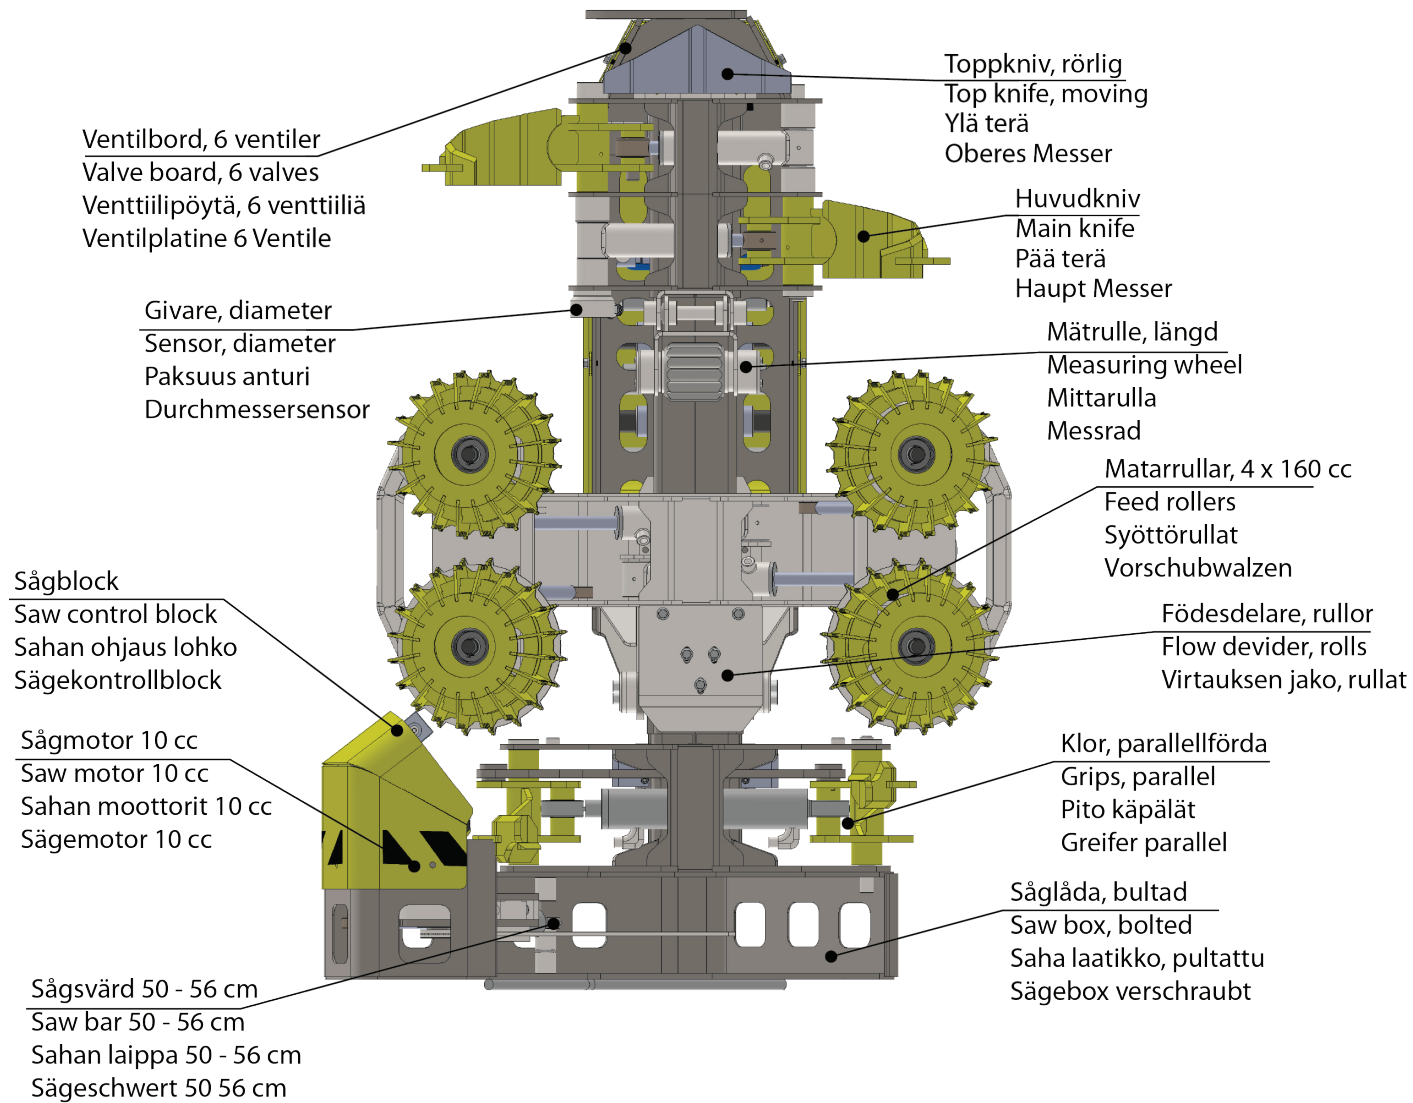 Ventilbord, 6 ventiler
Valve board, 6 valves
Venttiilipöytä, 6 venttiiliä
Ventilplatine 6 Ventile
Toppkniv, rörlig
Top knife, moving
Ylä terä
Oberes Messer
Huvudkniv
Main knife
Pää terä
Haupt Messer
Givare, diameter
Sensor, diameter
Paksuus anturi
Durchmessersensor
Mätrulle, längd
Measuring wheel
Mittarulla
Messrad
Matarrullar, 4 x 160 cc
Feed rollers
Syöttörullat
Vorschubwalzen
Sågblock
Saw control block
Sahan ohjaus lohko
Sägekontrollblock
Födesdelare, rullor
Flow devider, rolls
Virtauksen jako, rullat
Sågmotor 10 cc
Saw motor 10 cc
Sahan moottorit 10 cc
Sägemotor 10 cc
Klor, parallellförda
Grips, parallel
Pito käpälät
Greifer parallel
Såglåda, bultad
Saw box, bolted
Saha laatikko, pultattu
Sägebox verschraubt
Sågsvärd 50 - 56 cm
Saw bar 50 - 56 cm
Sahan laippa 50 - 56 cm
Sägeschwert 50 56 cm